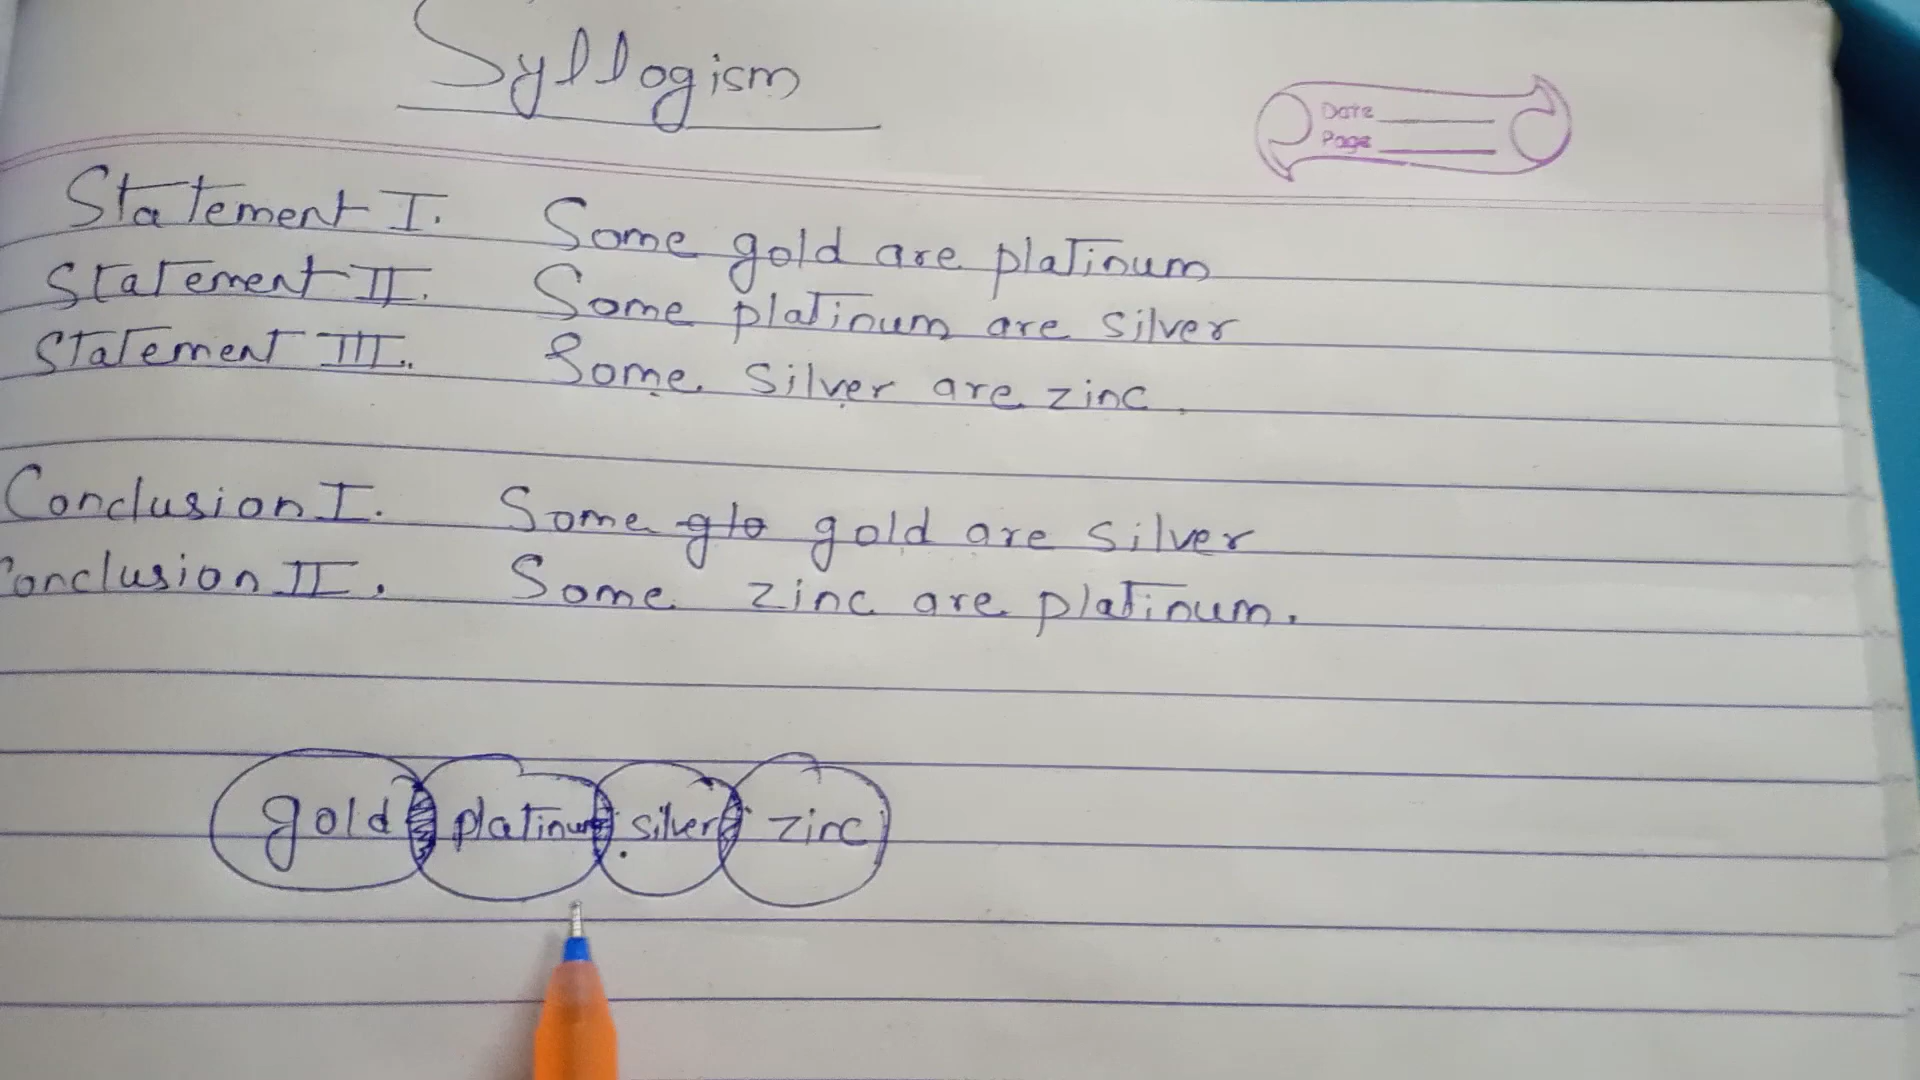 Syllogism
Date
Page
Statement I. Some gold are platinum
Statement II. Some platinum are silver
Statement III. Some silver are zinc.
Conclusion I. Some glo gold are silver
Conclusion II. Some zinc are platinum.
gold platinum silver zinc